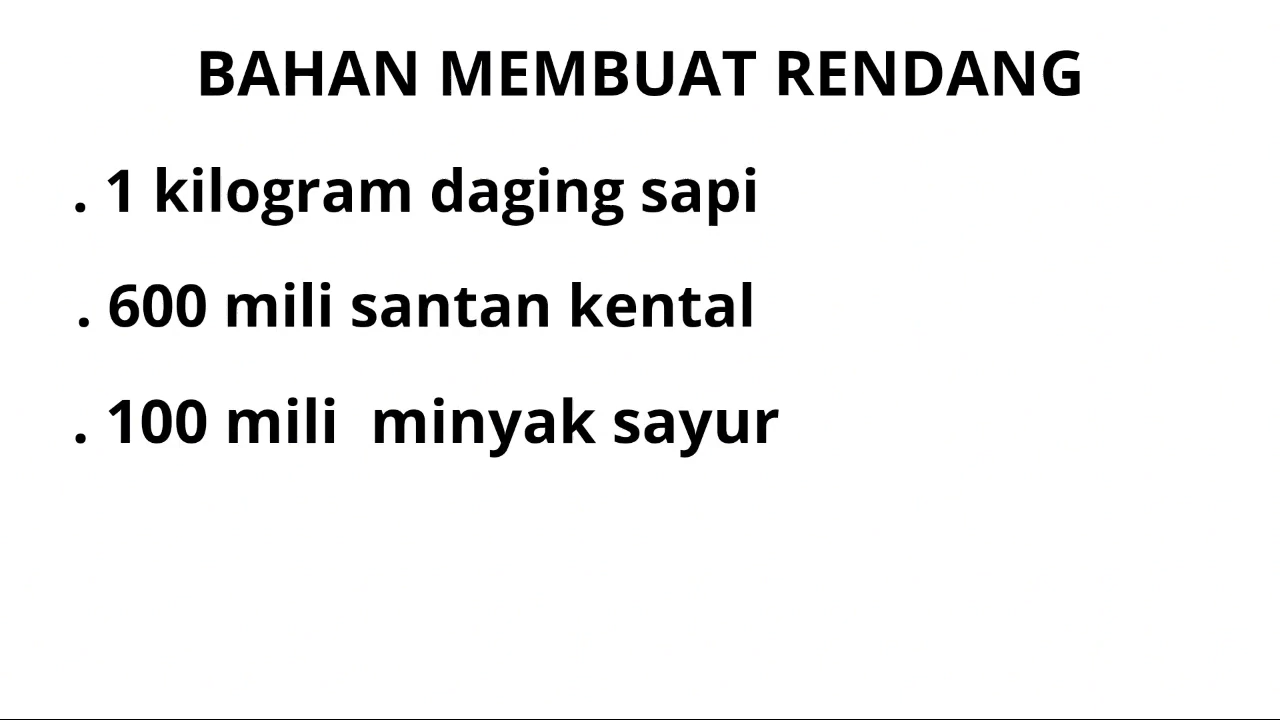 BAHAN MEMBUAT RENDANG
. 1 kilogram daging sapi
. 600 mili santan kental
. 100 mili  minyak sayur